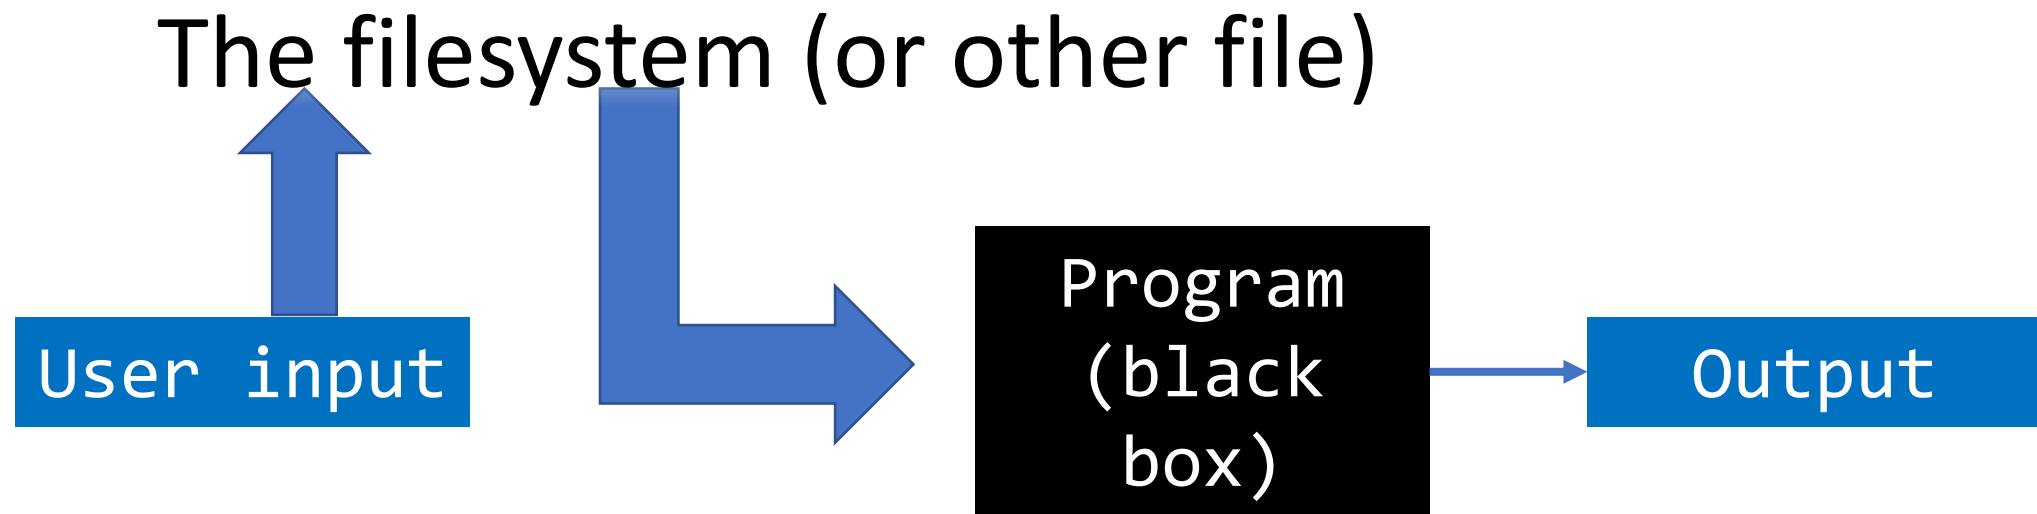 The filesystem (or other file)
User input
Program
(black
box)
Output